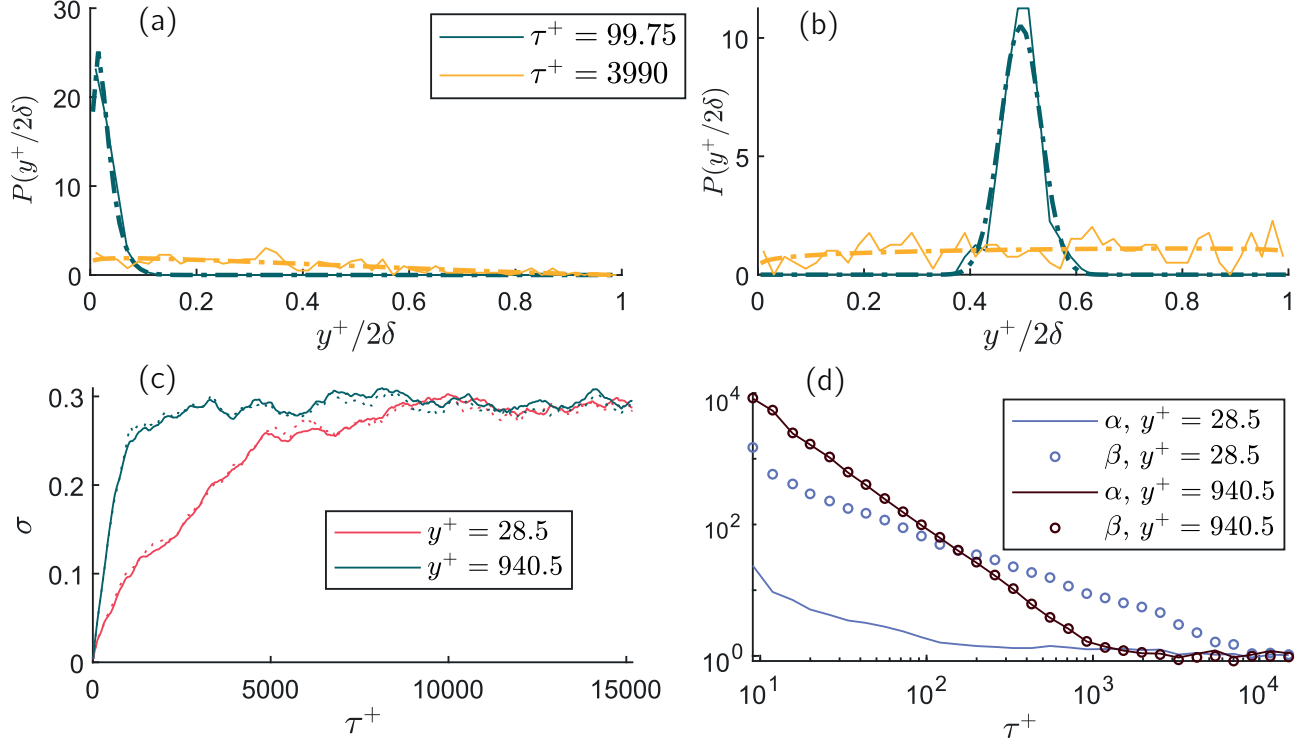 (a)
τ⁺ = 99.75
τ⁺ = 3990
P(y⁺/2δ)
30
20
10
0
0 0.2 0.4 0.6 0.8 1
y⁺/2δ
(b)
P(y⁺/2δ)
10
5
0
0 0.2 0.4 0.6 0.8 1
y⁺/2δ
(c)
σ
0.3
0.2
0.1
0
y⁺ = 28.5
y⁺ = 940.5
0 5000 10000 15000
τ⁺
(d)
10⁴
10²
10⁰
α, y⁺ = 28.5
β, y⁺ = 28.5
α, y⁺ = 940.5
β, y⁺ = 940.5
10¹ 10² 10³ 10⁴
τ⁺